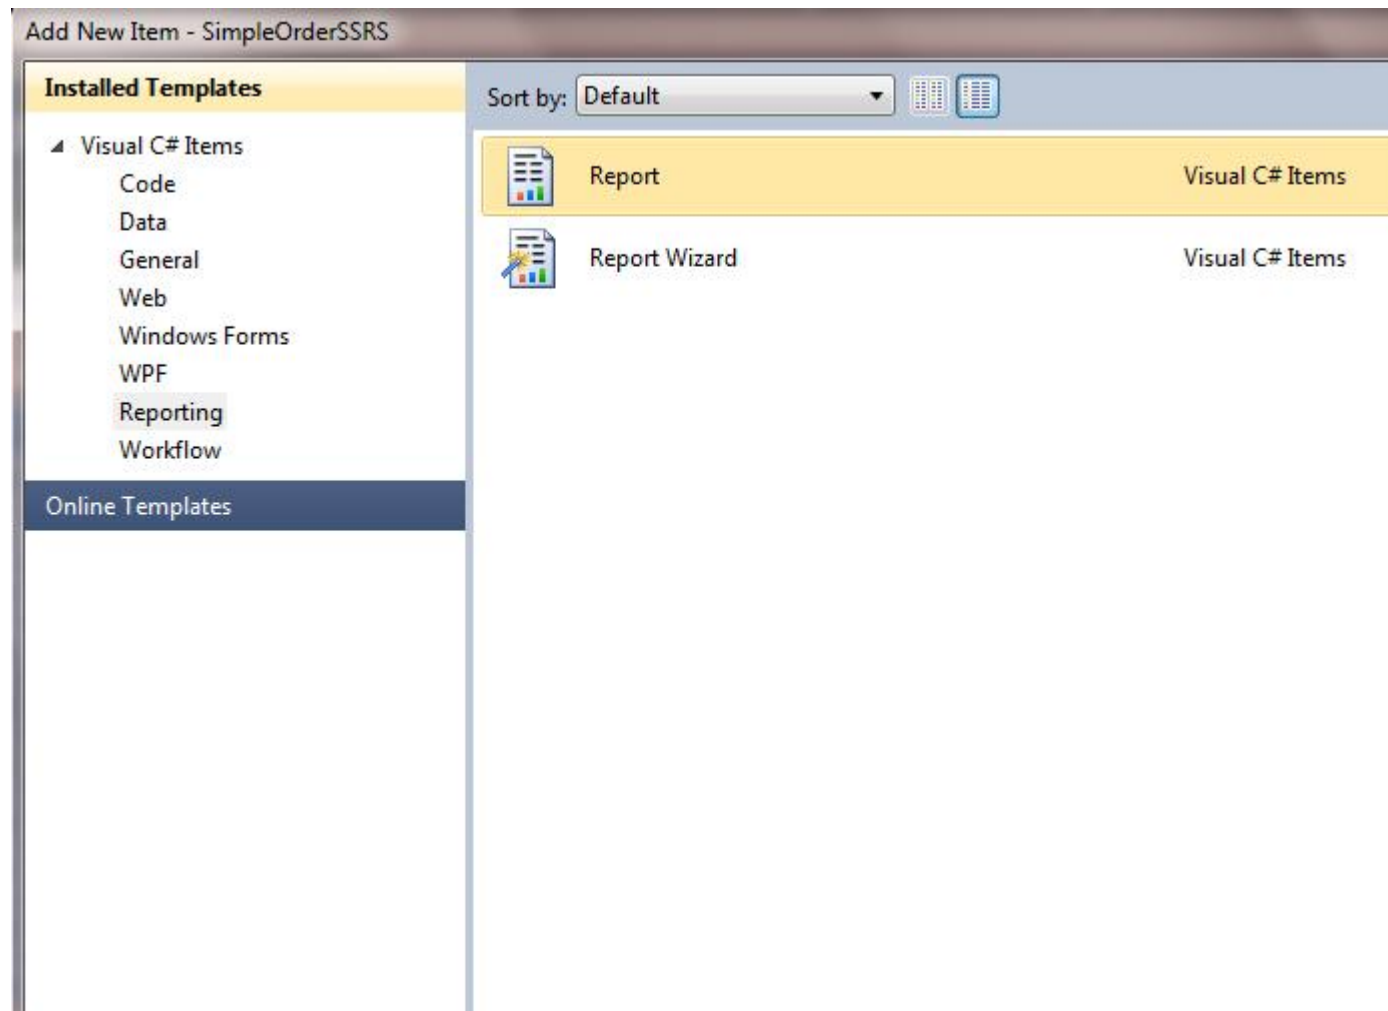 Add New Item - SimpleOrderSSRS
Installed Templates
Visual C# Items
Code
Data
General
Web
Windows Forms
WPF
Reporting
Workflow
Online Templates
Sort by: Default
Report Visual C# Items
Report Wizard Visual C# Items